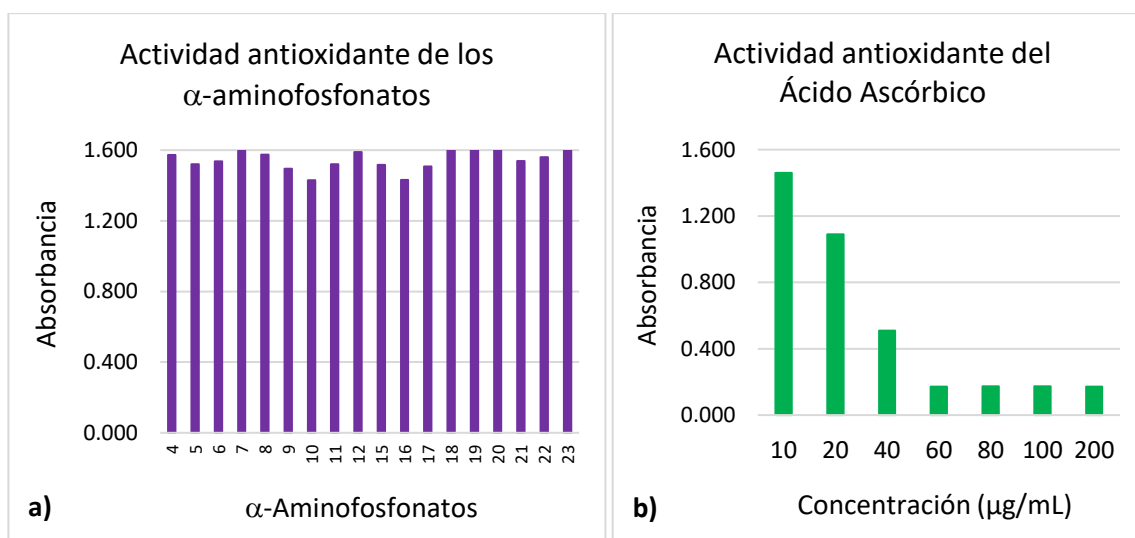 Actividad antioxidante de los
α-aminofosfonatos
1.600
1.200
0.800
0.400
0.000
Absorbancia
4 5 6 7 8 9 10 11 12 15 16 17 18 19 20 21 22 23
a)
α-Aminofosfonatos
Actividad antioxidante del
Ácido Ascórbico
1.600
1.200
0.800
0.400
0.000
Absorbancia
10 20 40 60 80 100 200
b)
Concentración (µg/mL)